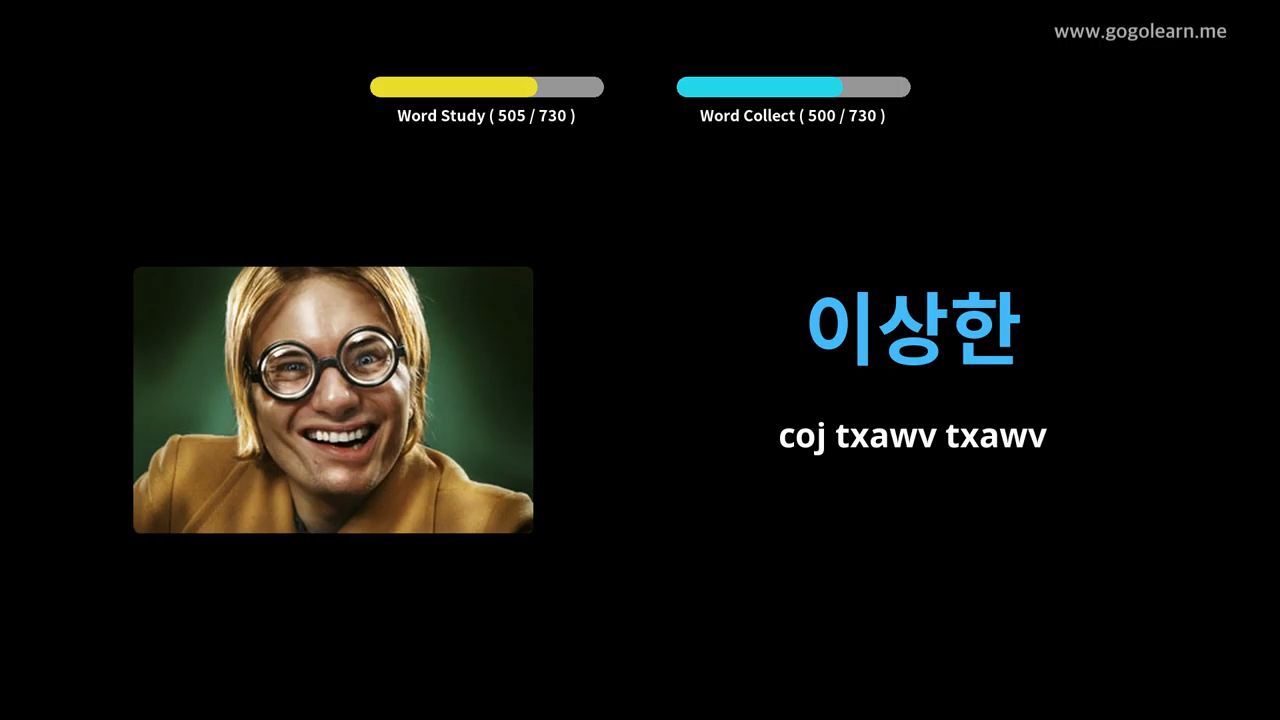 www.gogolearn.me
Word Study ( 505 / 730 )
Word Collect ( 500 / 730 )
이상한
coj txawv txawv